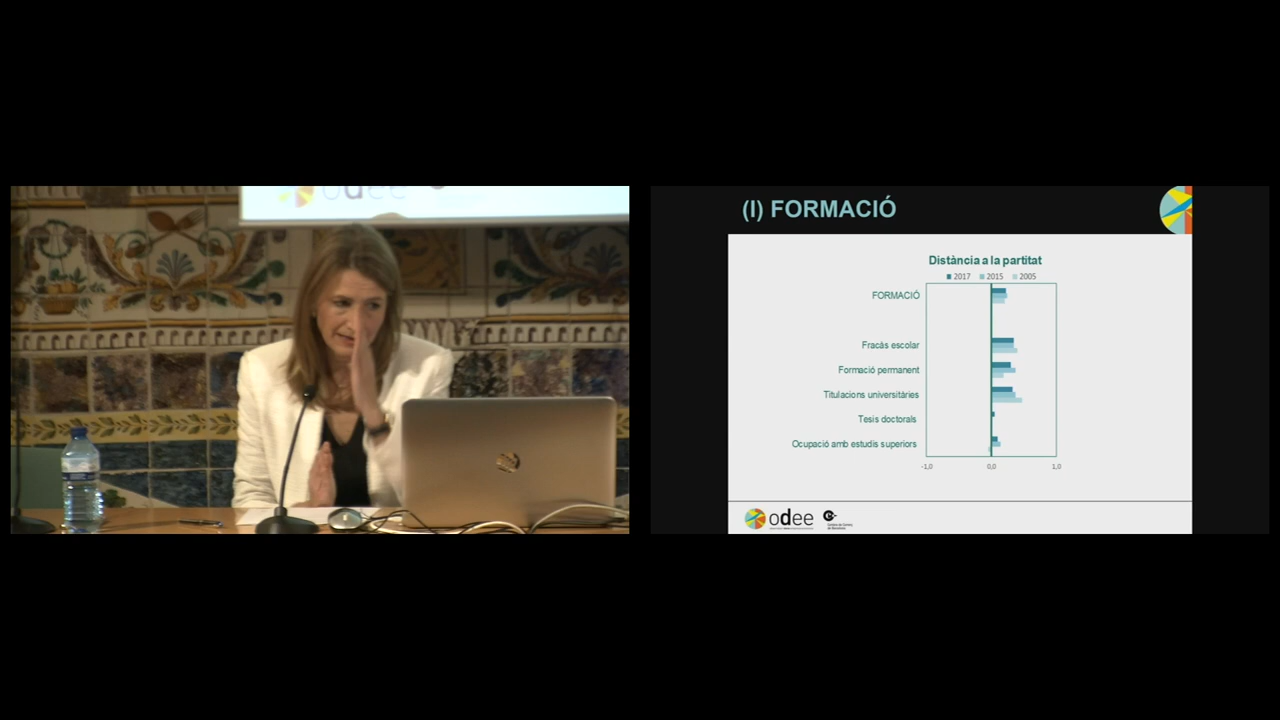 odee
(I) FORMACIÓ
Distància a la partitat
2017 2015 2005
FORMACIÓ
Fracàs escolar
Formació permanent
Titulacions universitàries
Tesis doctorals
Ocupació amb estudis superiors
-1,0 0,0 1,0
odee